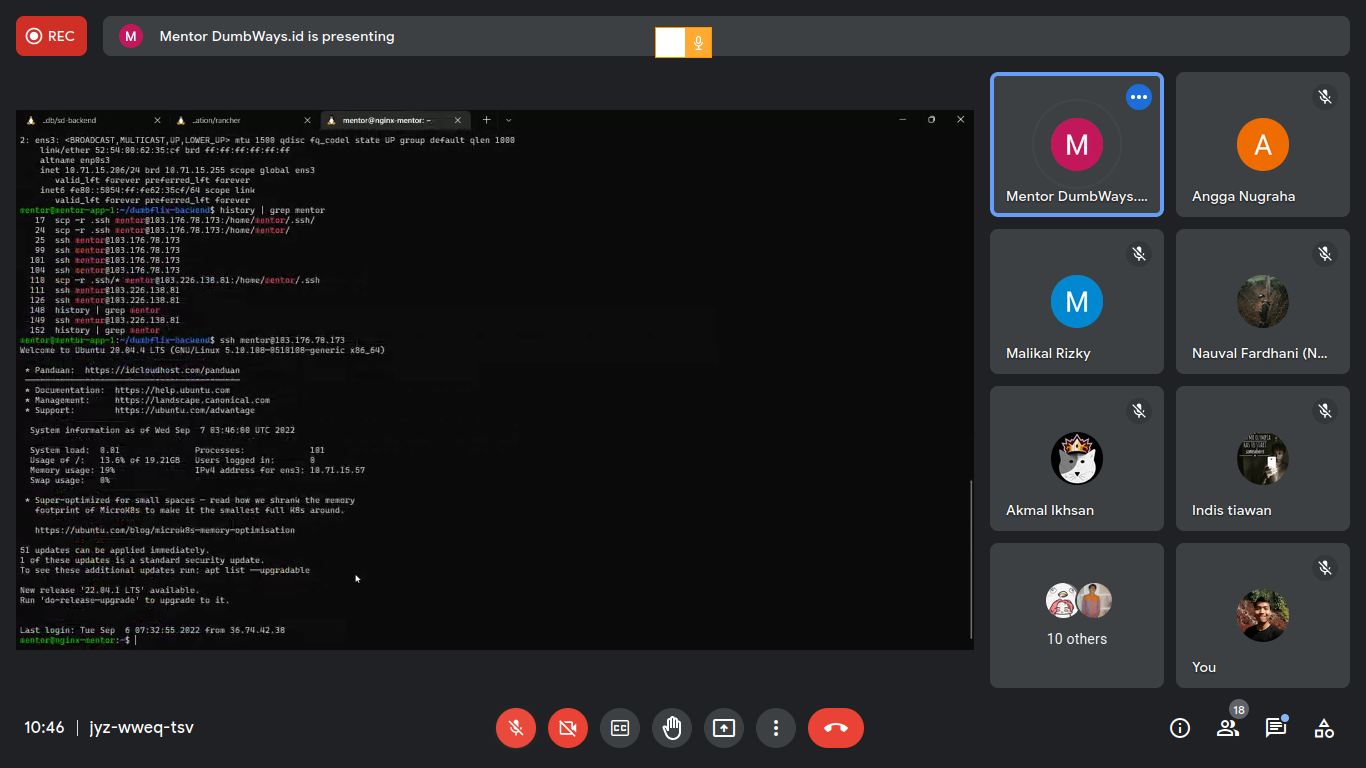 REC
M
Mentor DumbWays.id is presenting
..db/sd-backend
..ation/rancher
mentor@nginx-mentor: ~
2: ens3: <BROADCAST,MULTICAST,UP,LOWER_UP> mtu 1500 qdisc fq_codel state UP group default qlen 1000
link/ether 52:54:00:62:35:cf brd ff:ff:ff:ff:ff:ff
altname enp0s3
inet 10.71.15.206/24 brd 10.71.15.255 scope global ens3
valid_lft forever preferred_lft forever
inet6 fe80::5054:ff:fe62:35cf/64 scope link
valid_lft forever preferred_lft forever
mentor@mentor-app-1:~/dumbflix-backend$ history | grep mentor
17 scp -r .ssh mentor@103.176.78.173:/home/mentor/.ssh/
24 scp -r .ssh mentor@103.176.78.173:/home/mentor/
25 ssh mentor@103.176.78.173
99 ssh mentor@103.176.78.173
101 ssh mentor@103.176.78.173
104 ssh mentor@103.176.78.173
110 scp -r .ssh/* mentor@103.226.138.81:/home/mentor/.ssh
111 ssh mentor@103.226.138.81
126 ssh mentor@103.226.138.81
148 history | grep mentor
149 ssh mentor@103.226.138.81
152 history | grep mentor
mentor@mentor-app-1:~/dumbflix-backend$ ssh mentor@103.176.78.173
Welcome to Ubuntu 20.04.4 LTS (GNU/Linux 5.10.108-0510108-generic x86_64)
* Panduan: https://idcloudhost.com/panduan
* Documentation: https://help.ubuntu.com
* Management: https://landscape.canonical.com
* Support: https://ubuntu.com/advantage
System information as of Wed Sep 7 03:46:00 UTC 2022
System load: 0.01 Processes: 101
Usage of /: 13.6% of 19.21GB Users logged in: 0
Memory usage: 19% IPv4 address for ens3: 10.71.15.57
Swap usage: 0%
* Super-optimized for small spaces - read how we shrank the memory
footprint of MicroK8s to make it the smallest full K8s around.
https://ubuntu.com/blog/microk8s-memory-optimisation
51 updates can be applied immediately.
1 of these updates is a standard security update.
To see these additional updates run: apt list --upgradable
New release '22.04.1 LTS' available.
Run 'do-release-upgrade' to upgrade to it.
Last login: Tue Sep 6 07:32:55 2022 from 36.74.42.38
mentor@nginx-mentor:~$
M
Mentor DumbWays....
A
Angga Nugraha
M
Malikal Rizky
Nauval Fardhani (N...
Akmal Ikhsan
Indis tiawan
10 others
You
10:46 | jyz-wweq-tsv
CC
18